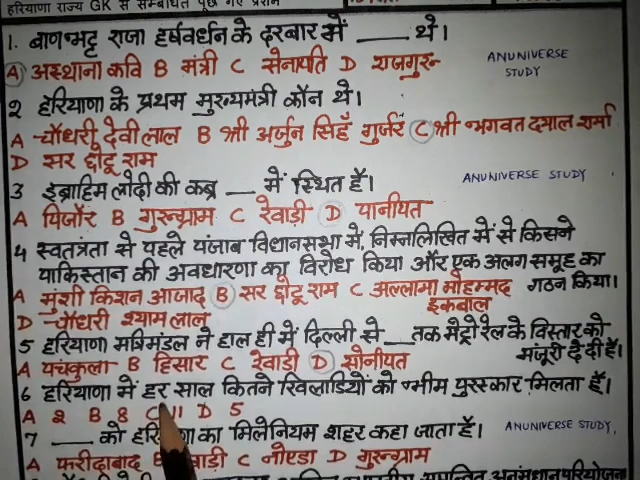 हरियाणा राज्य GK से सम्बंधित पूछे गए प्रश्न
1. बाणभट्ट राजा हर्षवर्धन के दरबार में ___ थे।
A अस्थाना कवि B मंत्री C सेनापति D राजगुरु
ANUNIVERSE STUDY
2 हरियाणा के प्रथम मुख्यमंत्री कौन थे।
A चौधरी देवी लाल B श्री अर्जुन सिहँ गुर्जर C श्री भगवत दयाल शर्मा
D सर छोटू राम
3 इब्राहिम लोदी की कब्र ___ में स्थित है।
ANUNIVERSE STUDY
A पिंजौर B गुरुग्राम C रेवाड़ी D पानीपत
4 स्वतंत्रता से पहले पंजाब विधानसभा में, निम्नलिखित में से किसने
पाकिस्तान की अवधारणा का विरोध किया और एक अलग समूह का
गठन किया।
A मुंशी किशन आजाद B सर छोटू राम C अल्लामा मोहम्मद
इकबाल
D चौधरी श्याम लाल
5 हरियाणा मंत्रिमंडल ने हाल ही में दिल्ली से ___ तक मेट्रो रेल के विस्तार को
मंजूरी दे दी है।
A पंचकुला B हिसार C रेवाड़ी D सोनीपत
6 हरियाणा में हर साल कितने खिलाडियों को भीम पुरस्कार मिलता है।
A 2 B 8 C 11 D 5
7 ___ को हरियाणा का मिलेनियम शहर कहा जाता है।
ANUNIVERSE STUDY,
A फरीदाबाद B रेवाड़ी C नोएडा D गुरुग्राम